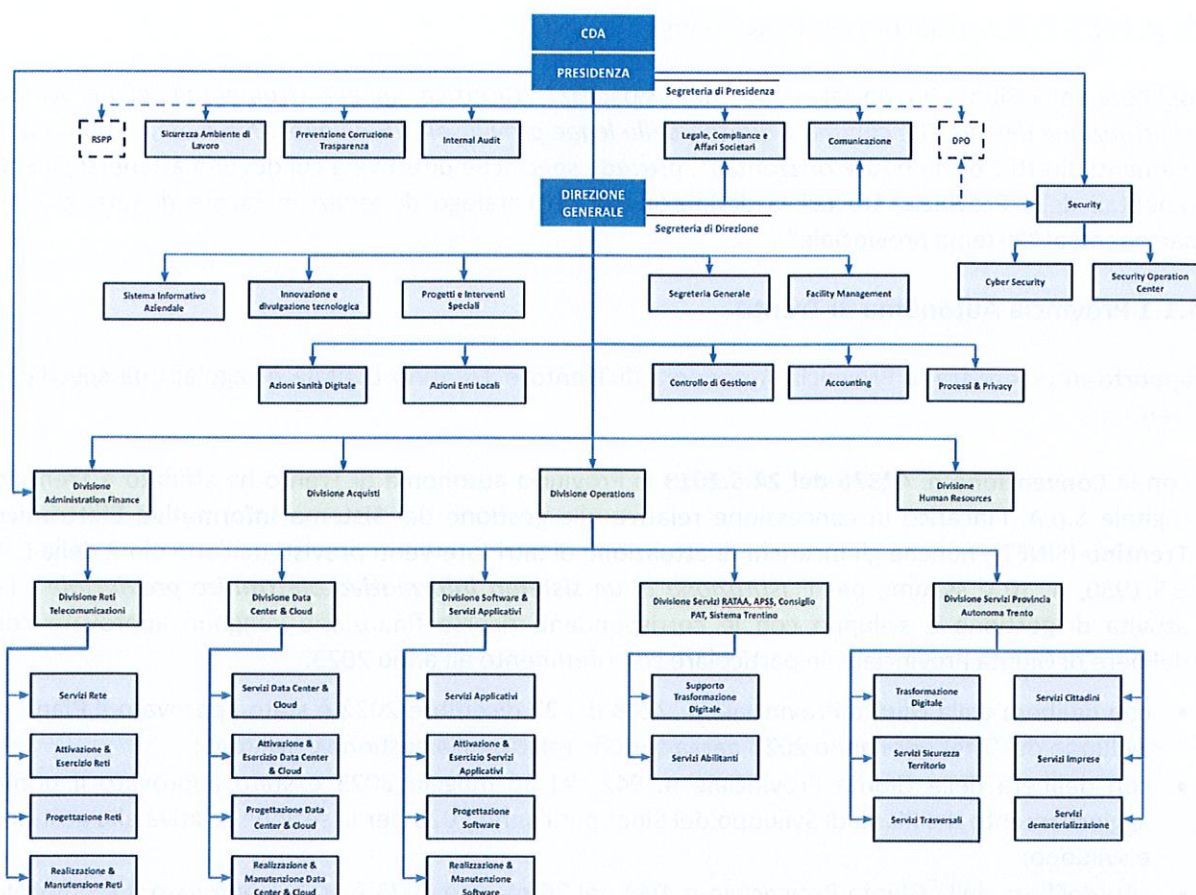 CDA
PRESIDENZA
Segreteria di Presidenza
RSPP
Sicurezza Ambiente di
Lavoro
Prevenzione Corruzione
Trasparenza
Internal Audit
Legale, Compliance e
Affari Societari
Comunicazione
DPO
DIREZIONE
GENERALE
Segreteria di Direzione
Security
Cyber Security
Security Operation
Center
Sistema Informativo
Aziendale
Innovazione e
divulgazione tecnologica
Progetti e Interventi
Speciali
Segreteria Generale
Facility Management
Azioni Sanità Digitale
Azioni Enti Locali
Controllo di Gestione
Accounting
Processi & Privacy
Divisione
Administration Finance
Divisione Acquisti
Divisione Operations
Divisione
Human Resources
Divisione Reti e
Telecomunicazioni
Divisione Data
Center & Cloud
Divisione Software e
Servizi Applicativi
Divisione Servizi RATAA, APSS, Consiglio
PAT, Sistema Trentino
Divisione Servizi Provincia
Autonoma Trento
Servizi Rete
Attivazione &
Esercizio Reti
Progettazione Reti
Realizzazione &
Manutenzione Reti
Servizi Data Center &
Cloud
Attivazione &
Esercizio Data Center
& Cloud
Progettazione Data
Center & Cloud
Realizzazione &
Manutenzione Data
Center & Cloud
Servizi Applicativi
Attivazione &
Esercizio Servizi
Applicativi
Progettazione
Software
Realizzazione &
Manutenzione
Software
Supporto
Trasformazione
Digitale
Servizi Abilitanti
Trasformazione
Digitale
Servizi Sicurezza
Territorio
Servizi Trasversali
Servizi Cittadini
Servizi Imprese
Servizi
dematerializzazione